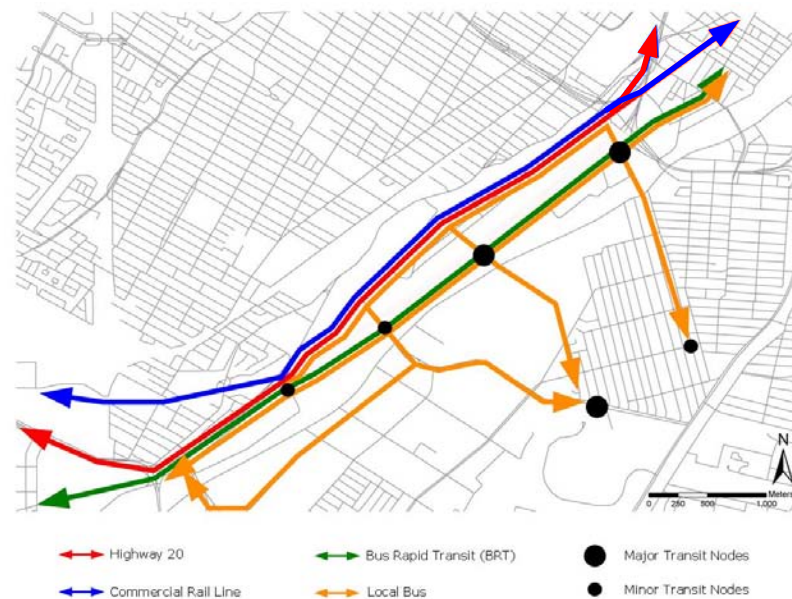 N
Meters
0 250 500 1,000
Highway 20
Bus Rapid Transit (BRT)
Major Transit Nodes
Commercial Rail Line
Local Bus
Minor Transit Nodes